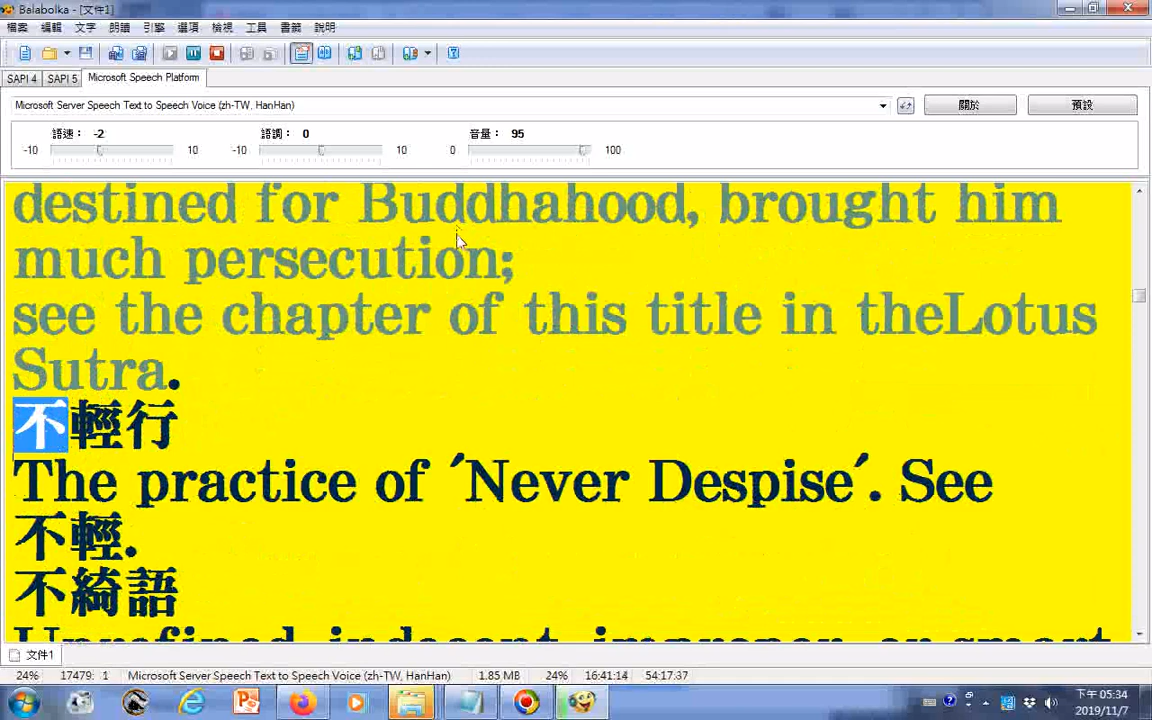 Balabolka - [文件1]
檔案 編輯 文字 朗讀 引擎 選項 檢視 工具 書籤 說明
SAPI 4 SAPI 5 Microsoft Speech Platform
Microsoft Server Speech Text to Speech Voice (zh-TW, HanHan) 關於 預設
語速： -2 語調： 0 音量： 95
-10 10 -10 10 0 100
destined for Buddhahood, brought him
much persecution;
see the chapter of this title in theLotus
Sutra.
不輕行
The practice of ′Never Despise′. See
不輕.
不綺語
Unrefined, indecent, improper, or smart
文件1
24% 17479: 1 Microsoft Server Speech Text to Speech Voice (zh-TW, HanHan) 1.85 MB 24% 16:41:14 54:17:37
下午 05:34
2019/11/7